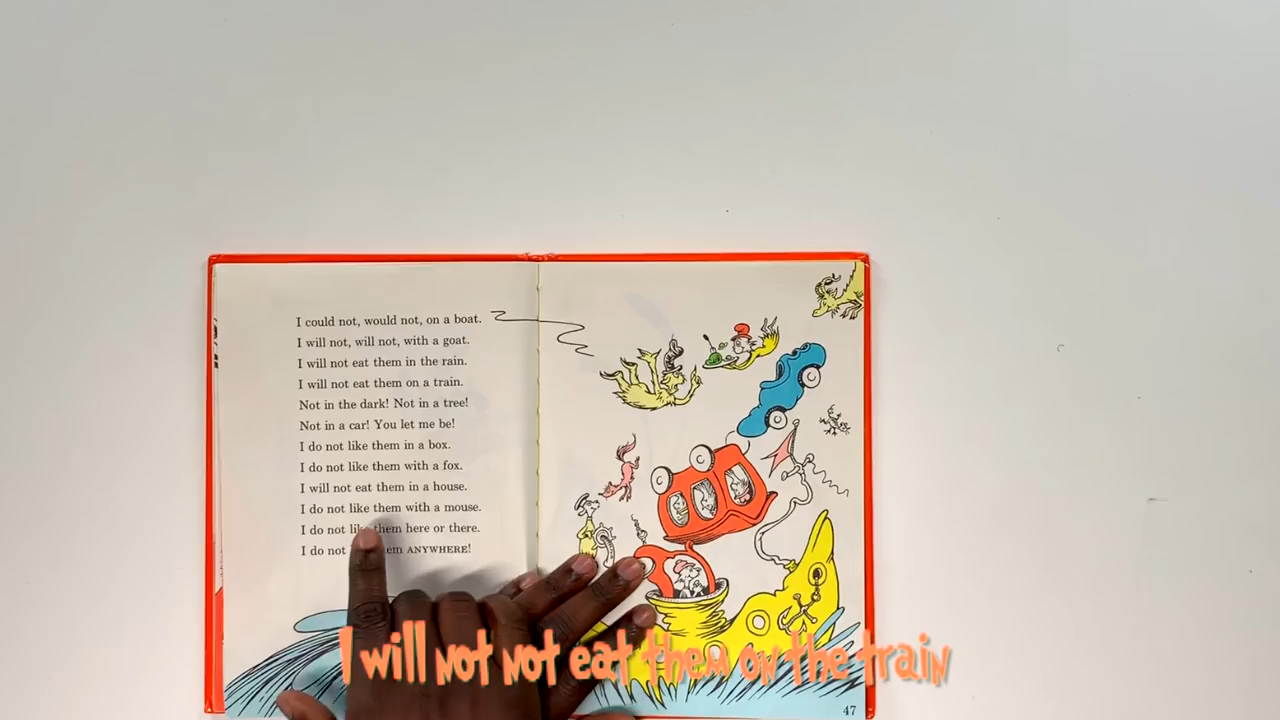 I could not, would not, on a boat.
I will not, will not, with a goat.
I will not eat them in the rain.
I will not eat them on a train.
Not in the dark! Not in a tree!
Not in a car! You let me be!
I do not like them in a box.
I do not like them with a fox.
I will not eat them in a house.
I do not like them with a mouse.
I do not like them here or there.
I do not them ANYWHERE!
I will not not eat them on the train
47